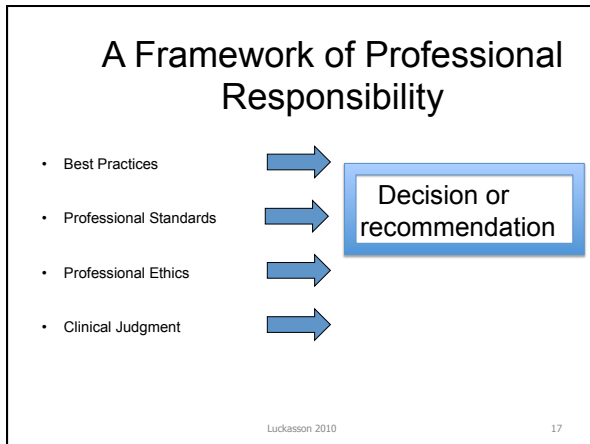 A Framework of Professional
Responsibility
• Best Practices
• Professional Standards
• Professional Ethics
• Clinical Judgment
Decision or
recommendation
Luckasson 2010
17